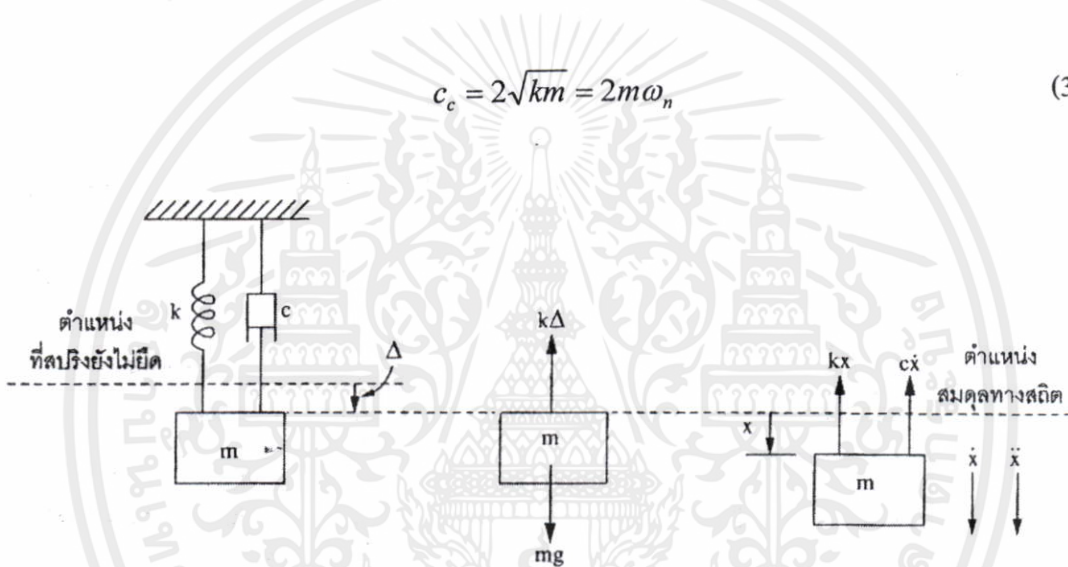 c_c = 2√km = 2mω_n
(3
k
c
ตำแหน่ง
ที่สปริงยังไม่ยืด
Δ
m
kΔ
m
mg
kx
cẋ
ตำแหน่ง
สมดุลทางสถิต
x
m
ẋ
ẍ